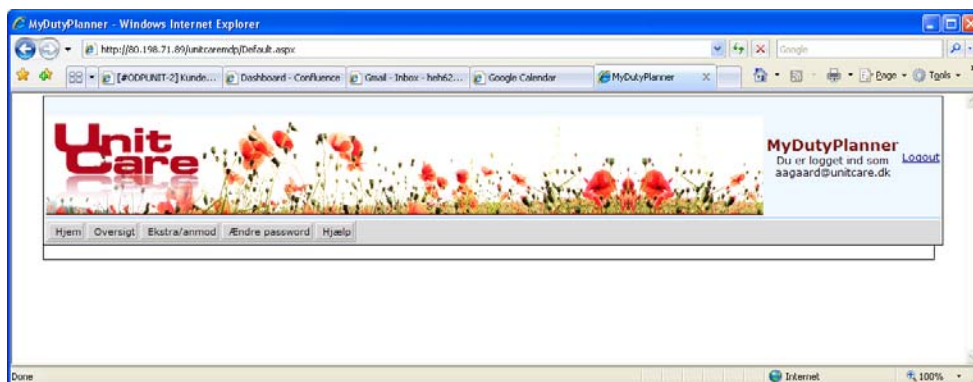 MyDutyPlanner - Windows Internet Explorer
http://80.198.71.89/unitcaremdp/Default.aspx
Google
[#ODPUNIT-2] Kunde... Dashboard - Confluence Gmail - Inbox - heh62... Google Calendar MyDutyPlanner Page Tools
Unit
Care
MyDutyPlanner
Du er logget ind som
aagaard@unitcare.dk
Logout
Hjem Oversigt Ekstra/anmod Ændre password Hjælp
Done Internet 100%